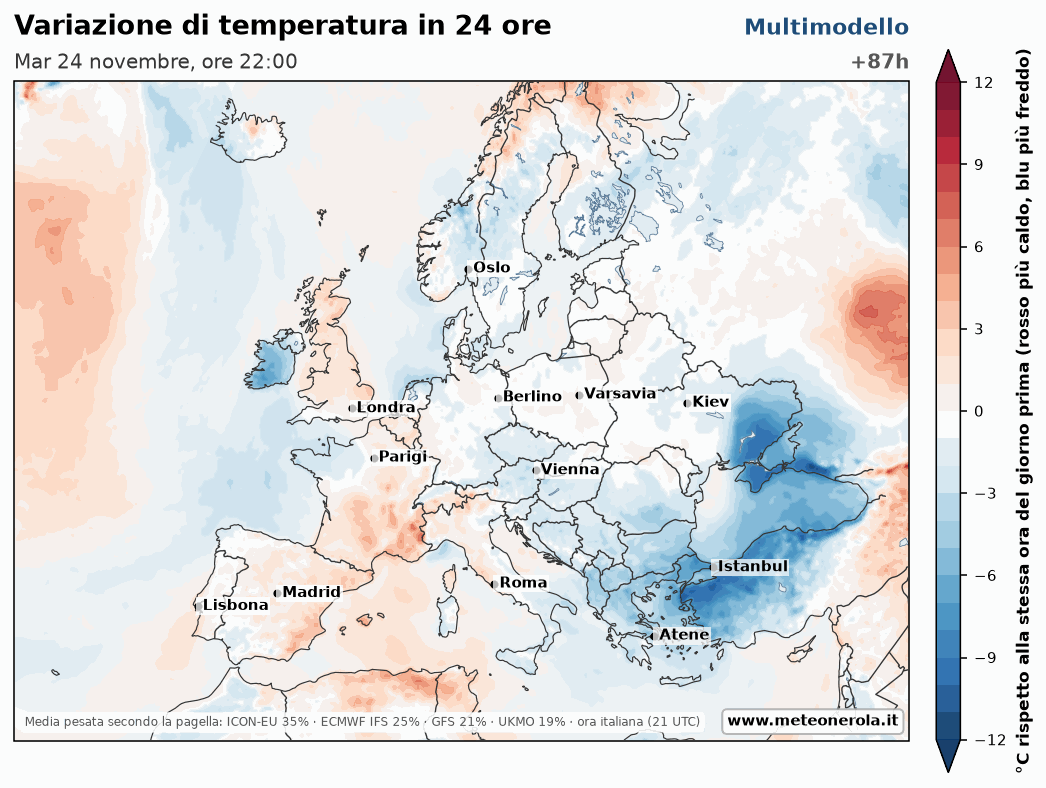 Variazione di temperatura in 24 ore
Multimodello
Mar 24 novembre, ore 22:00
+87h
12
9
6
3
0
−3
−6
−9
−12
°C rispetto alla stessa ora del giorno prima (rosso più caldo, blu più freddo)
Oslo
Londra
Berlino
Varsavia
Kiev
Parigi
Vienna
Istanbul
Roma
Madrid
Lisbona
Atene
Media pesata secondo la pagella: ICON-EU 35% · ECMWF IFS 25% · GFS 21% · UKMO 19% · ora italiana (21 UTC)
www.meteonerola.it